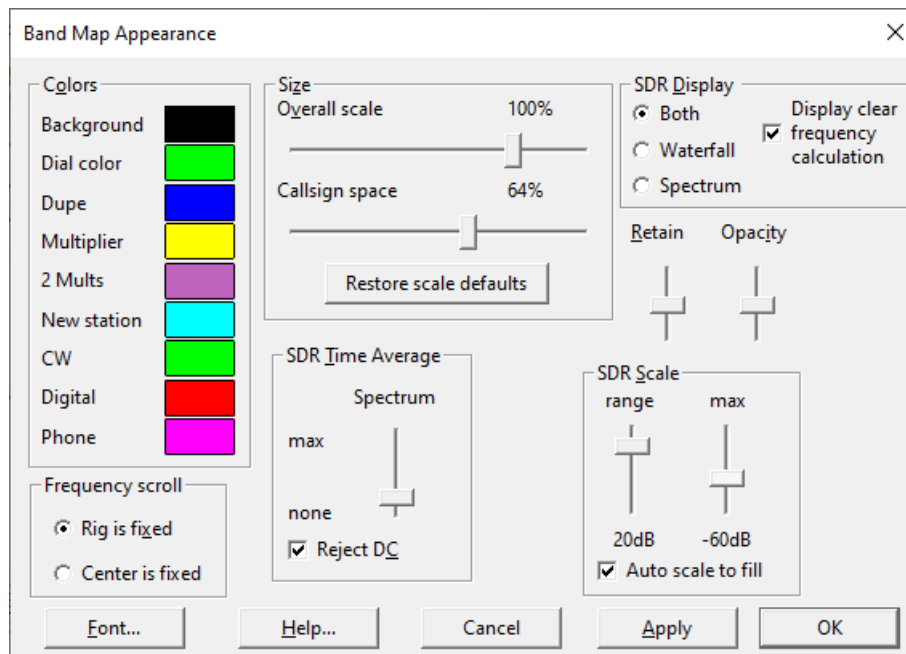 Band Map Appearance
Colors
Background
Dial color
Dupe
Multiplier
2 Mults
New station
CW
Digital
Phone
Frequency scroll
Rig is fixed
Center is fixed
Size
Overall scale 100%
Callsign space 64%
Restore scale defaults
SDR Time Average
Spectrum
max
none
Reject DC
SDR Display
Both
Waterfall
Spectrum
Display clear
frequency
calculation
Retain Opacity
SDR Scale
range max
20dB -60dB
Auto scale to fill
Font... Help... Cancel Apply OK